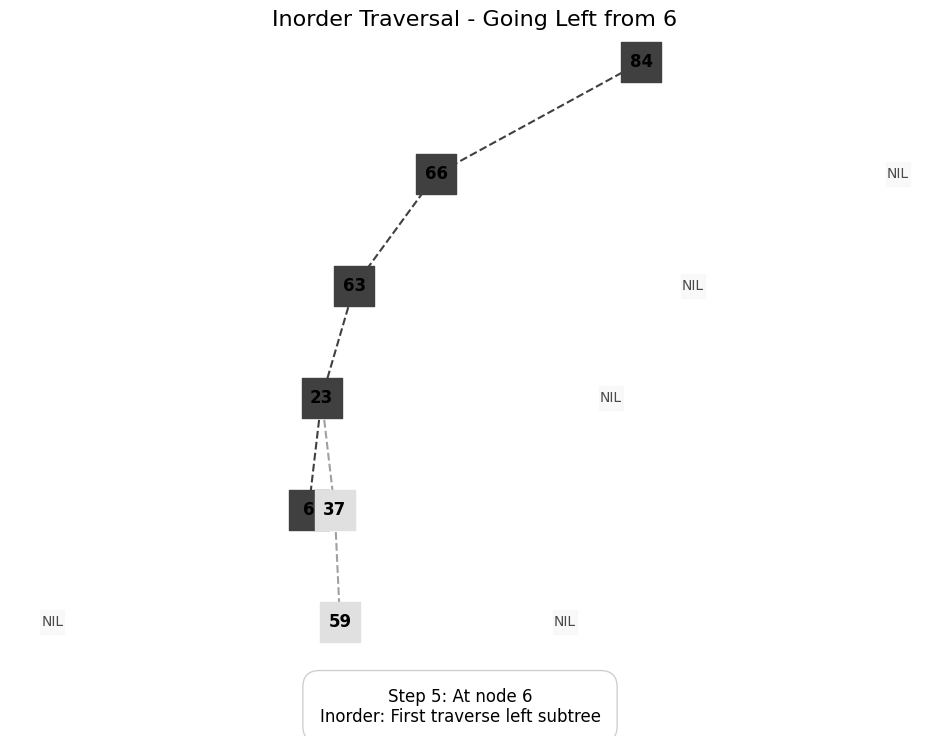 Inorder Traversal - Going Left from 6
84
66
NIL
63
NIL
23
NIL
6
37
NIL
59
NIL
Step 5: At node 6
Inorder: First traverse left subtree